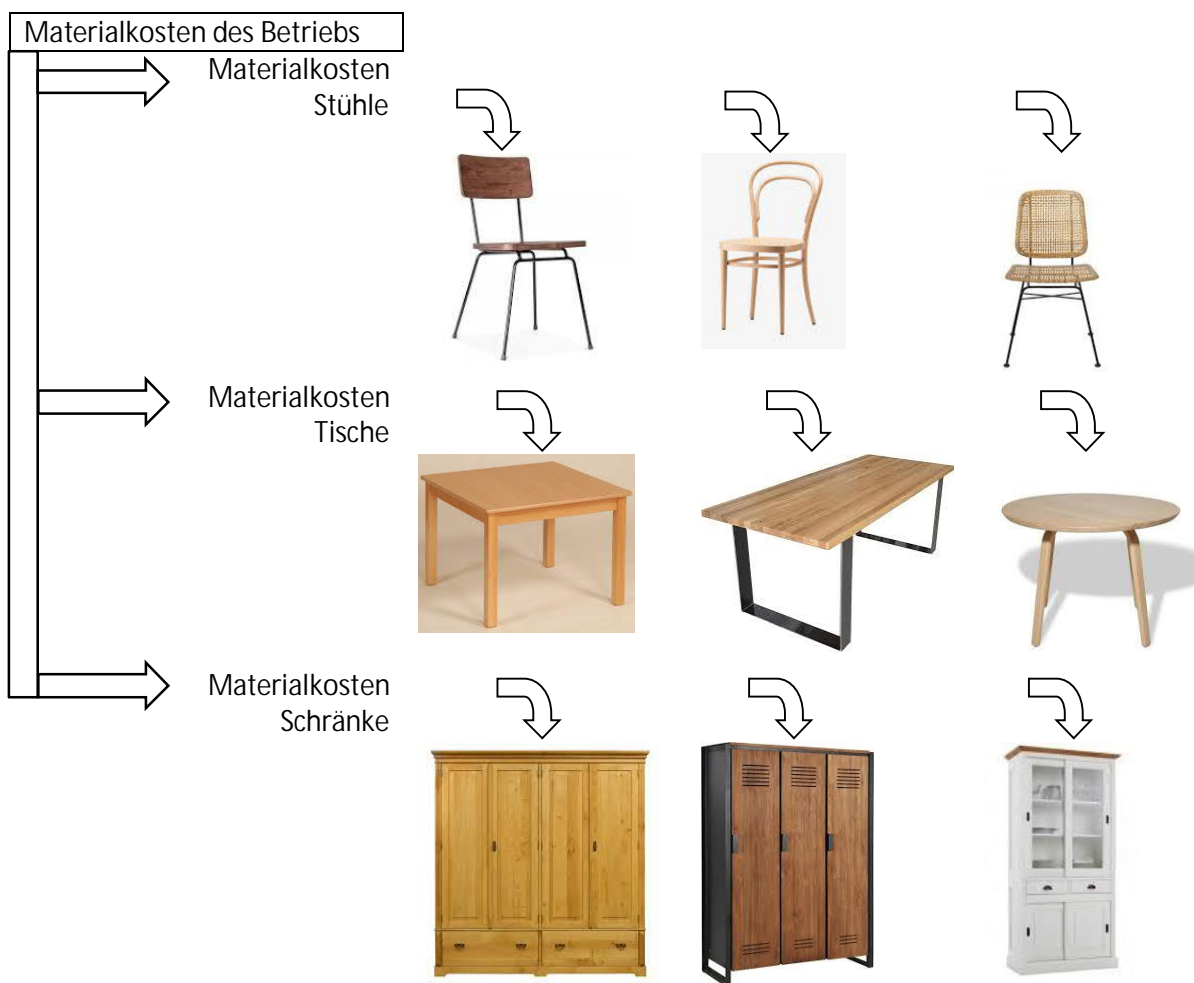 Materialkosten des Betriebs
Materialkosten
Stühle
Materialkosten
Tische
Materialkosten
Schränke